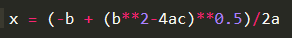 x = (-b + (b**2-4ac)**0.5)/2a